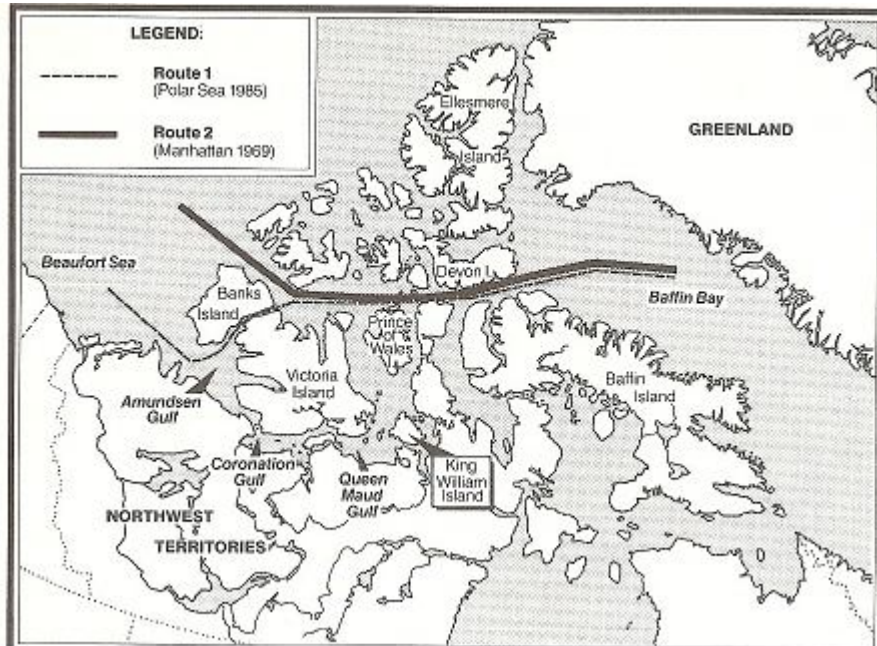 LEGEND:
Route 1
(Polar Sea 1985)
Route 2
(Manhattan 1969)
Ellesmere
Island
GREENLAND
Beaufort Sea
Banks
Island
Devon I.
Baffin Bay
Prince
of
Wales
Victoria
Island
Baffin
Island
Amundsen
Gulf
Coronation
Gulf
Queen
Maud
Gulf
King
William
Island
NORTHWEST
TERRITORIES